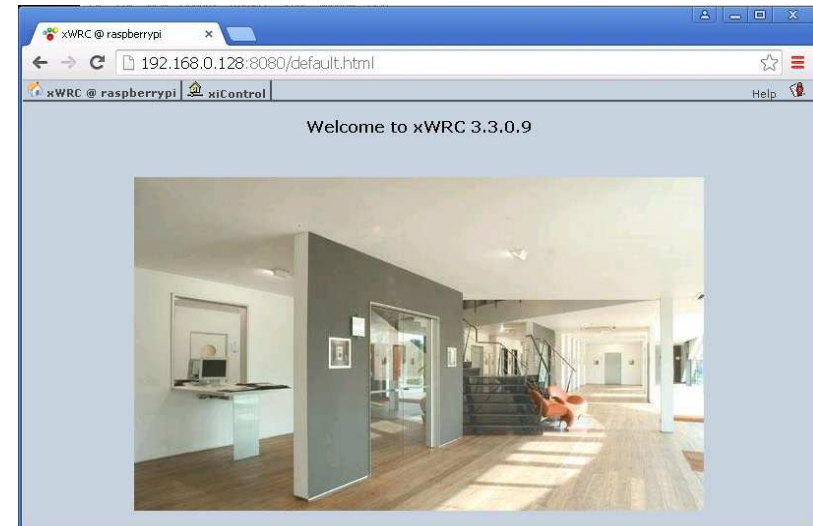 xWRC @ raspberrypi
192.168.0.128:8080/default.html
xWRC @ raspberrypi xiControl Help
Welcome to xWRC 3.3.0.9